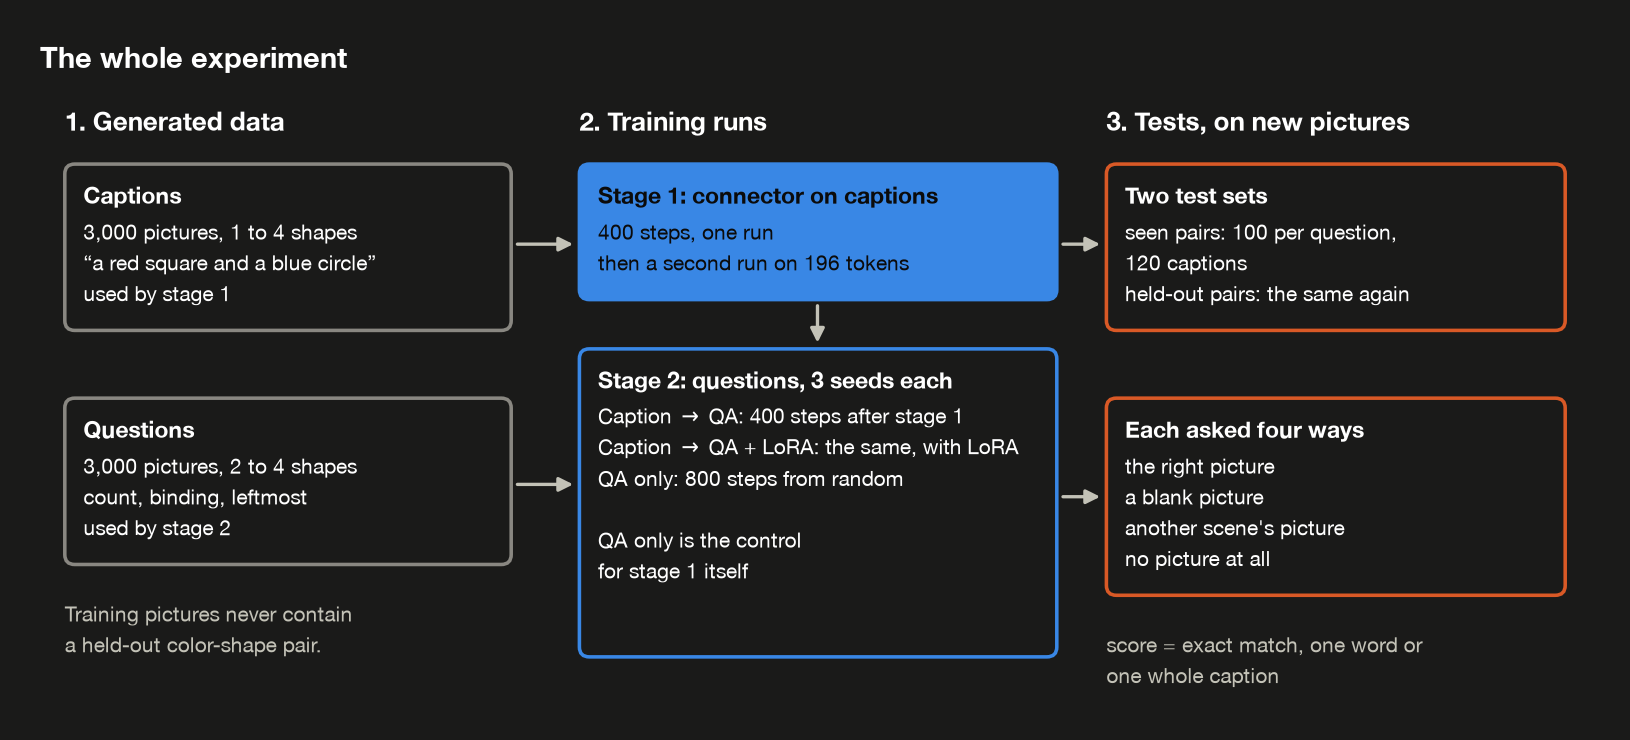 The whole experiment
1. Generated data
Captions
3,000 pictures, 1 to 4 shapes
“a red square and a blue circle”
used by stage 1
Questions
3,000 pictures, 2 to 4 shapes
count, binding, leftmost
used by stage 2
Training pictures never contain
a held-out color-shape pair.
2. Training runs
Stage 1: connector on captions
400 steps, one run
then a second run on 196 tokens
Stage 2: questions, 3 seeds each
Caption → QA: 400 steps after stage 1
Caption → QA + LoRA: the same, with LoRA
QA only: 800 steps from random
QA only is the control
for stage 1 itself
3. Tests, on new pictures
Two test sets
seen pairs: 100 per question,
120 captions
held-out pairs: the same again
Each asked four ways
the right picture
a blank picture
another scene's picture
no picture at all
score = exact match, one word or
one whole caption